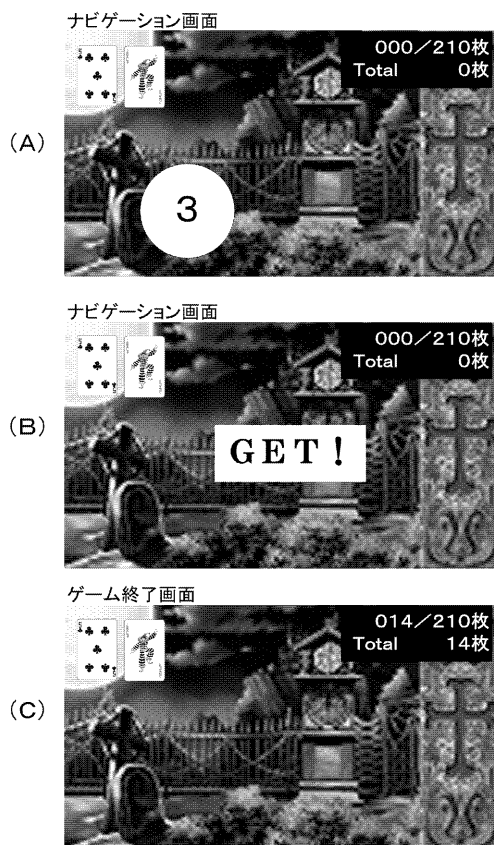 ナビゲーション画面
(A)
000/210枚
Total 0枚
3
ナビゲーション画面
(B)
000/210枚
Total 0枚
GET!
ゲーム終了画面
(C)
014/210枚
Total 14枚